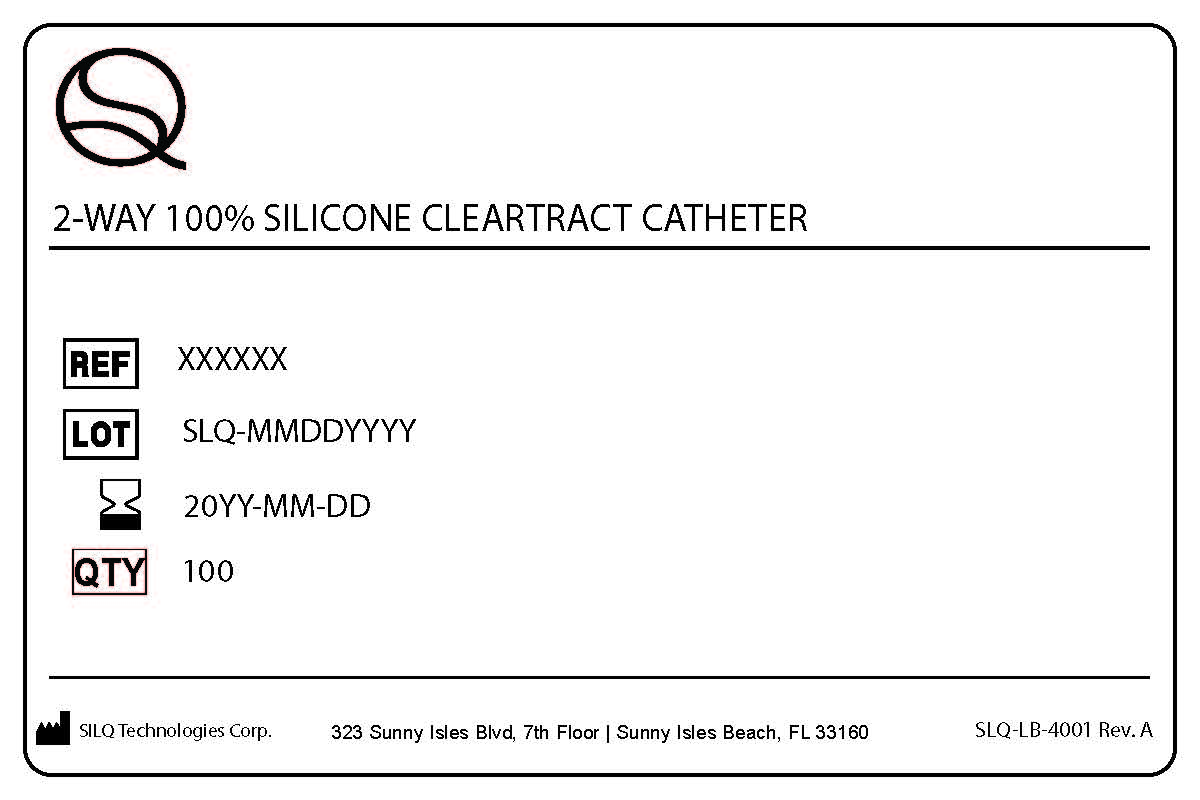 2-WAY 100% SILICONE CLEARTRACT CATHETER
REF XXXXXX
LOT SLQ-MMDDYYYY
20YY-MM-DD
QTY 100
SILQ Technologies Corp. 323 Sunny Isles Blvd, 7th Floor | Sunny Isles Beach, FL 33160 SLQ-LB-4001 Rev. A